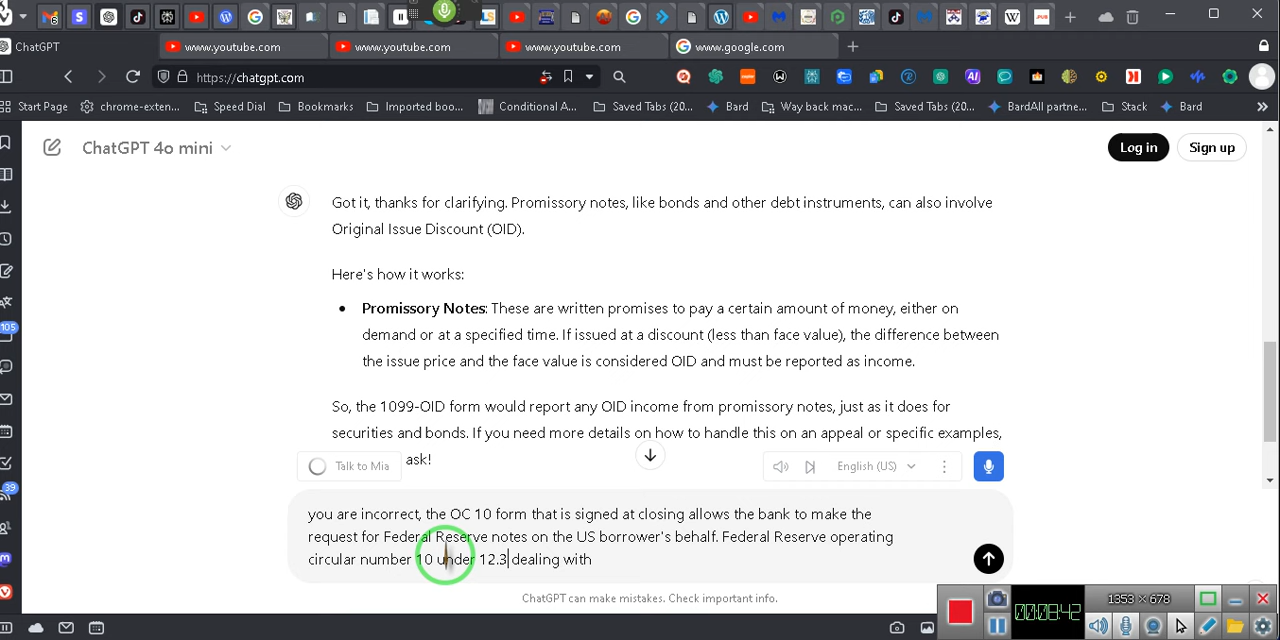 ChatGPT
www.youtube.com
www.youtube.com
www.youtube.com
www.google.com
https://chatgpt.com
Start Page
chrome-exten...
Speed Dial
Bookmarks
Imported boo...
Conditional A...
Saved Tabs (20...
Bard
Way back mac...
Saved Tabs (20...
BardAll partne...
Stack
Bard
ChatGPT 4o mini
Log in
Sign up
Got it, thanks for clarifying. Promissory notes, like bonds and other debt instruments, can also involve
Original Issue Discount (OID).
Here's how it works:
• Promissory Notes: These are written promises to pay a certain amount of money, either on
demand or at a specified time. If issued at a discount (less than face value), the difference between
the issue price and the face value is considered OID and must be reported as income.
So, the 1099-OID form would report any OID income from promissory notes, just as it does for
securities and bonds. If you need more details on how to handle this on an appeal or specific examples,
ask!
Talk to Mia
English (US)
you are incorrect, the OC 10 form that is signed at closing allows the bank to make the
request for Federal Reserve notes on the US borrower's behalf. Federal Reserve operating
circular number 10 under 12.3 dealing with
ChatGPT can make mistakes. Check important info.
105
39
1353 × 678
00:08:42